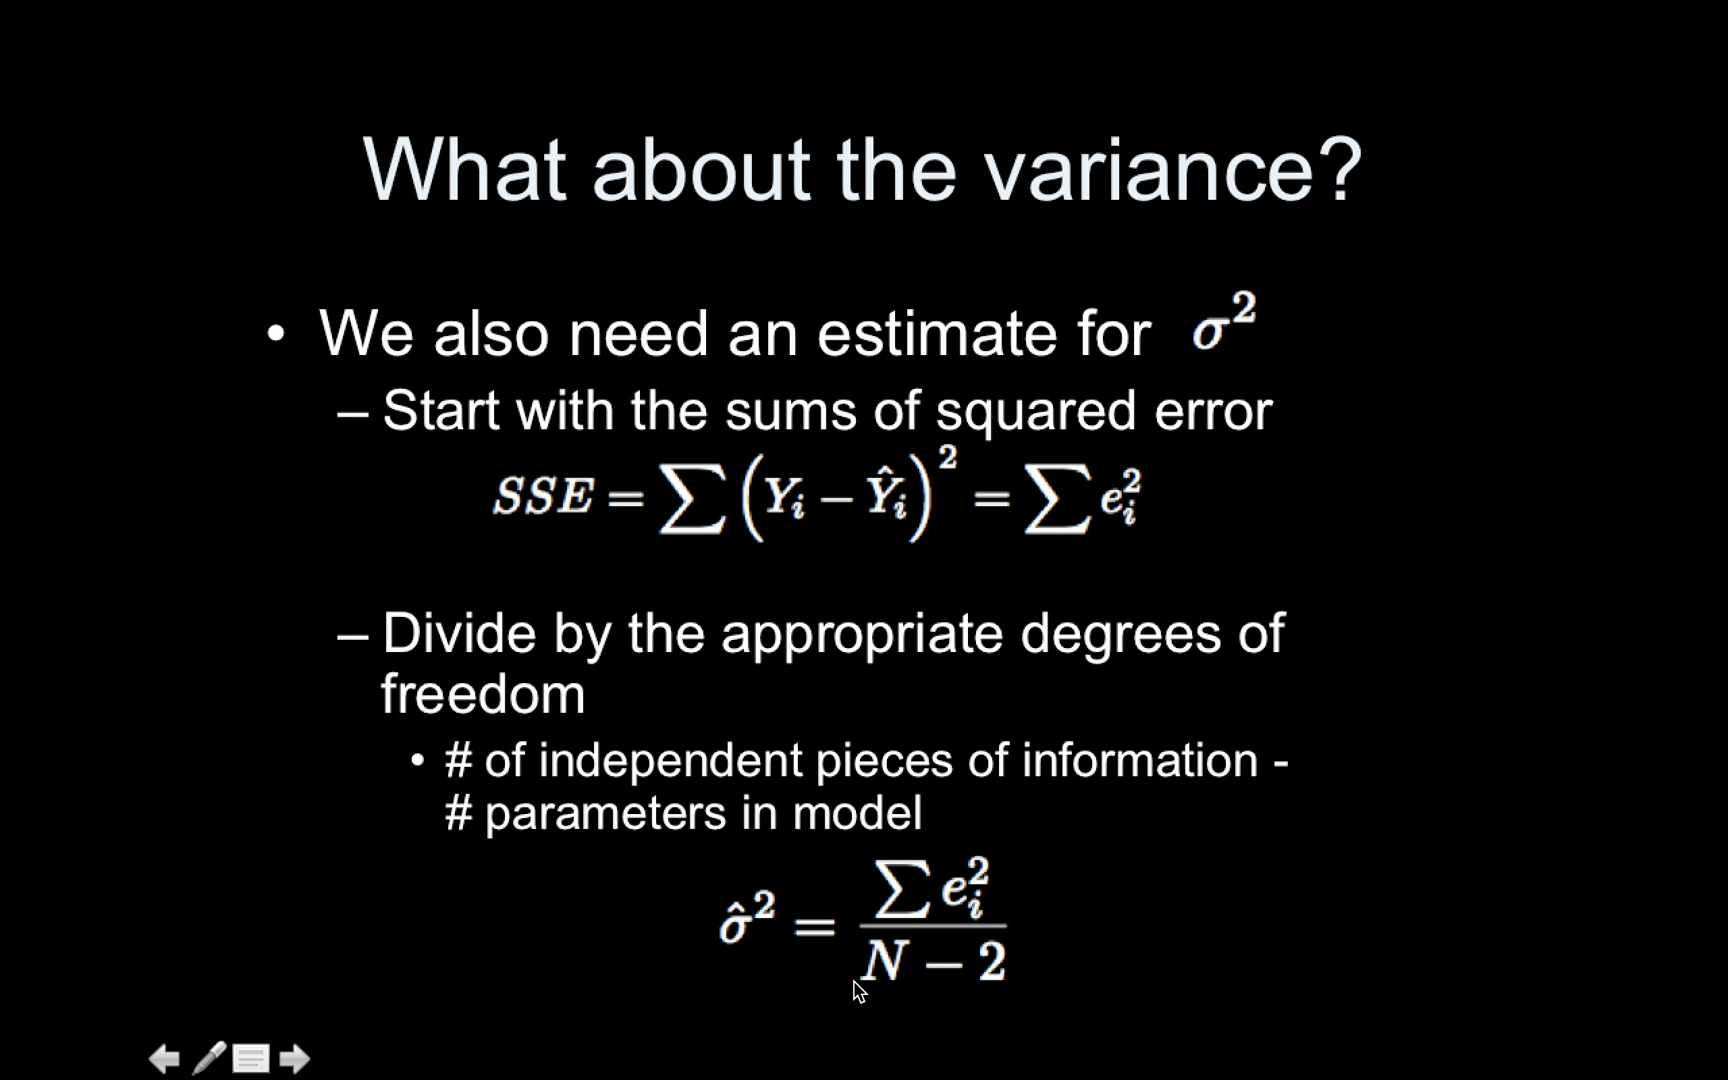 What about the variance?
• We also need an estimate for σ²
– Start with the sums of squared error
SSE = ∑ (Yᵢ − Ŷᵢ)² = ∑ eᵢ²
– Divide by the appropriate degrees of
freedom
• # of independent pieces of information -
# parameters in model
σ̂² = ∑ eᵢ² / N − 2